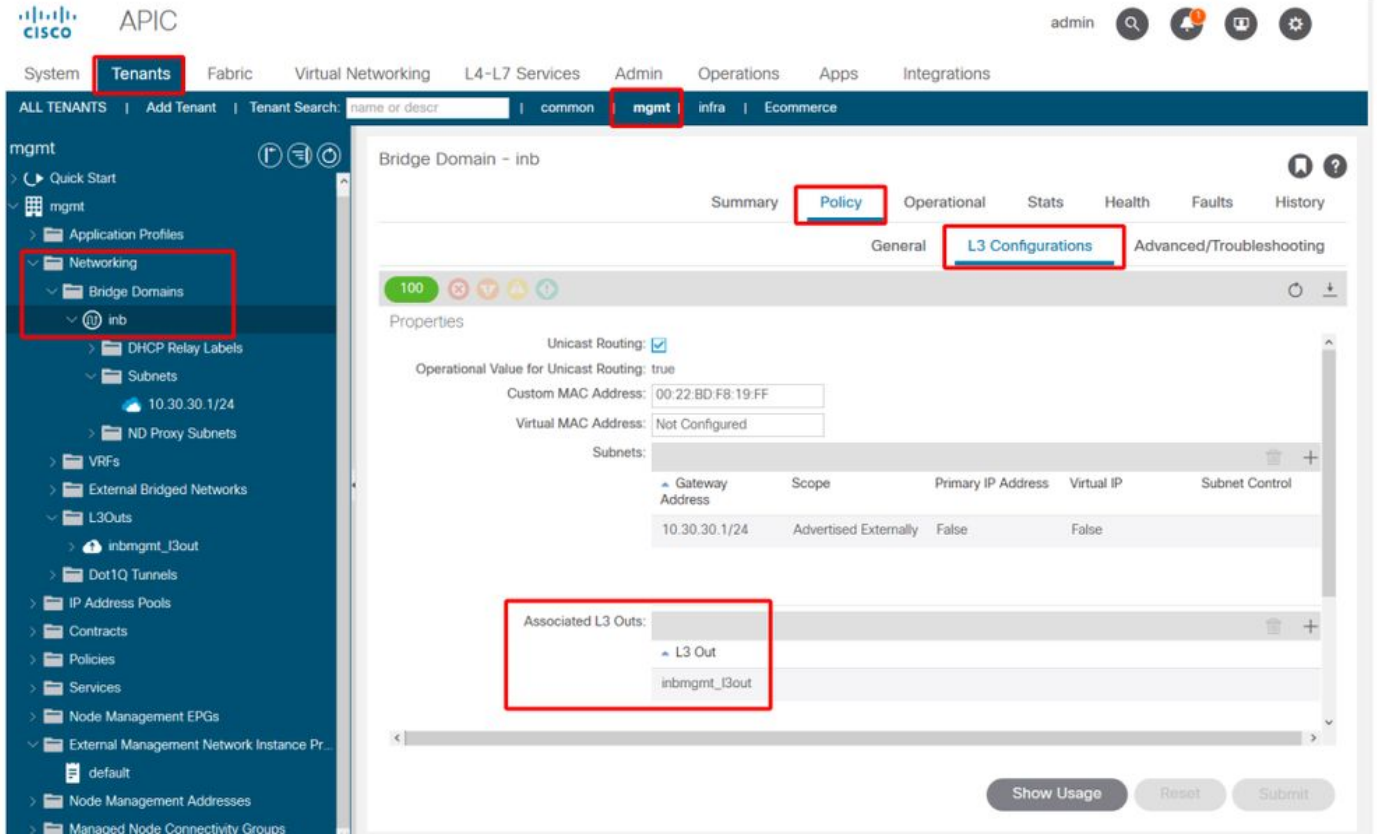 CISCO
APIC
admin
1
System Tenants Fabric Virtual Networking L4-L7 Services Admin Operations Apps Integrations
ALL TENANTS | Add Tenant | Tenant Search: name or descr | common | mgmt | infra | Ecommerce
mgmt
Quick Start
mgmt
Application Profiles
Networking
Bridge Domains
inb
DHCP Relay Labels
Subnets
10.30.30.1/24
ND Proxy Subnets
VRFs
External Bridged Networks
L3Outs
inbmgmt_l3out
Dot1Q Tunnels
IP Address Pools
Contracts
Policies
Services
Node Management EPGs
External Management Network Instance Pr...
default
Node Management Addresses
Managed Node Connectivity Groups
Bridge Domain - inb
Summary Policy Operational Stats Health Faults History
General L3 Configurations Advanced/Troubleshooting
100
Properties
Unicast Routing:
Operational Value for Unicast Routing: true
Custom MAC Address: 00:22:BD:F8:19:FF
Virtual MAC Address: Not Configured
Subnets:
Gateway Address Scope Primary IP Address Virtual IP Subnet Control
10.30.30.1/24 Advertised Externally False False
Associated L3 Outs:
L3 Out
inbmgmt_l3out
Show Usage Reset Submit